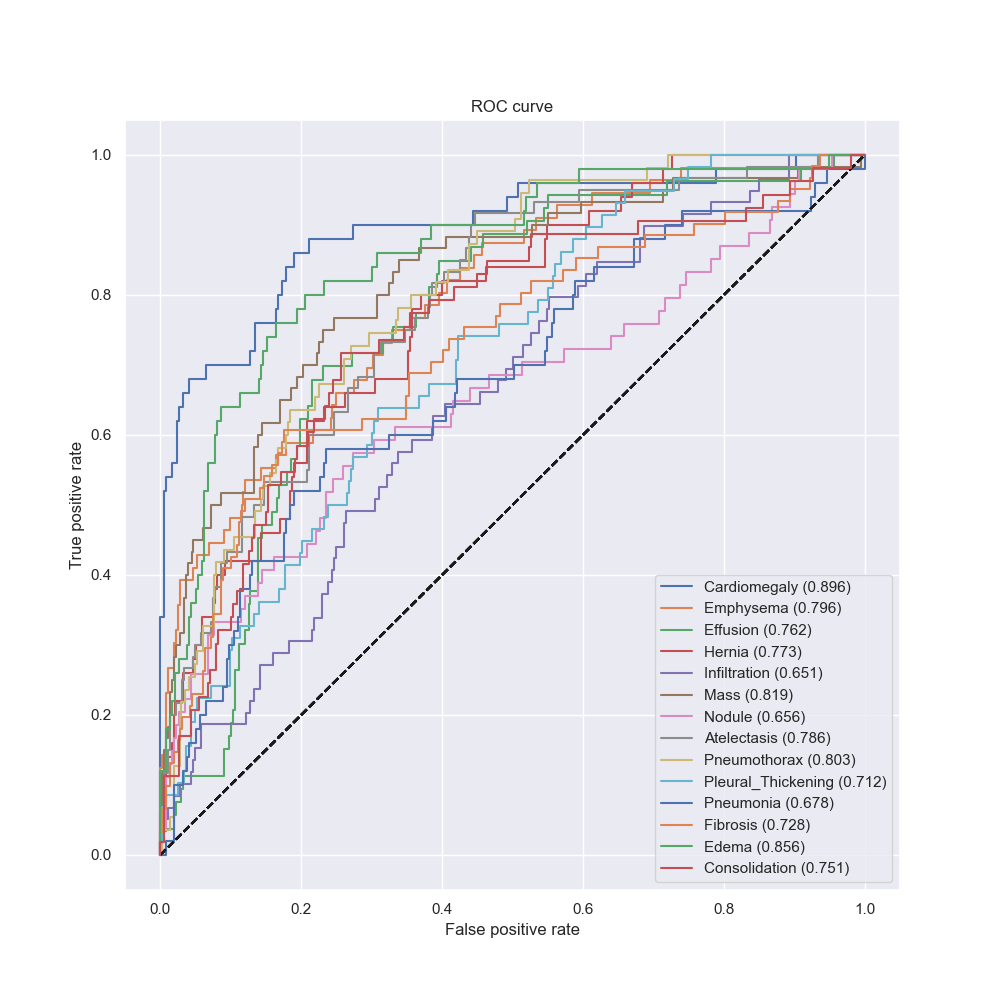 ROC curve
True positive rate
1.0
0.8
0.6
0.4
0.2
0.0
Cardiomegaly (0.896)
Emphysema (0.796)
Effusion (0.762)
Hernia (0.773)
Infiltration (0.651)
Mass (0.819)
Nodule (0.656)
Atelectasis (0.786)
Pneumothorax (0.803)
Pleural_Thickening (0.712)
Pneumonia (0.678)
Fibrosis (0.728)
Edema (0.856)
Consolidation (0.751)
0.0 0.2 0.4 0.6 0.8 1.0
False positive rate